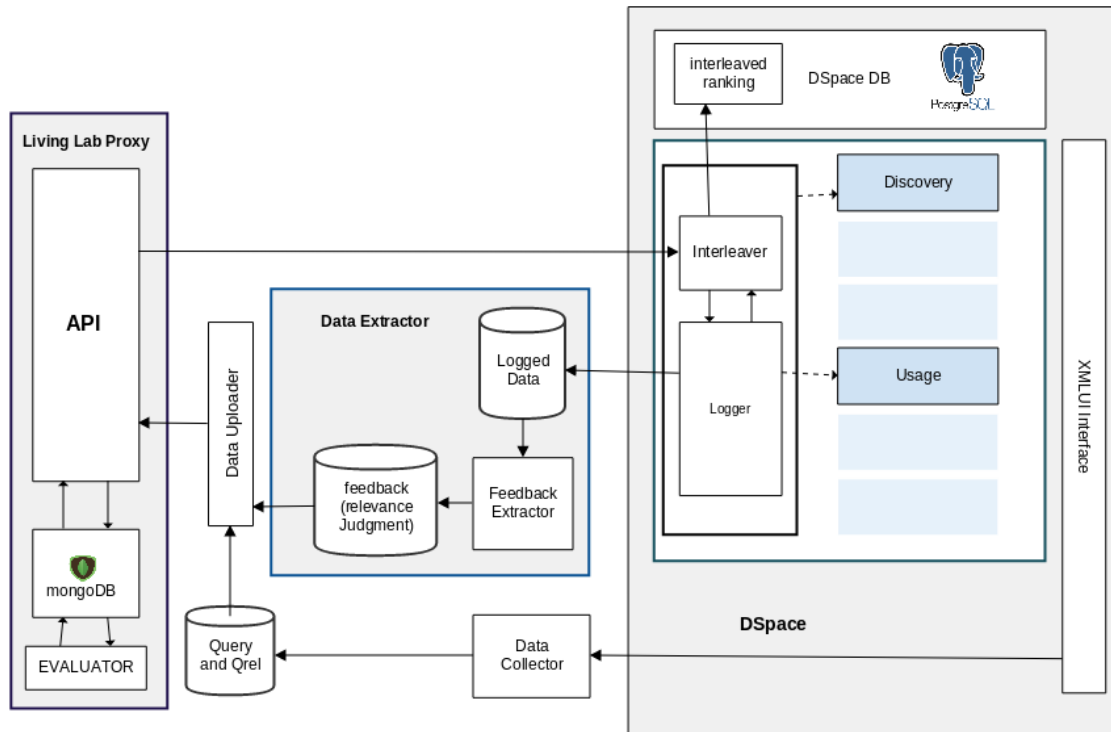 interleaved
ranking
DSpace DB
PostgreSQL
Living Lab Proxy
API
mongoDB
EVALUATOR
Data Uploader
Data Extractor
Logged
Data
feedback
(relevance
Judgment)
Feedback
Extractor
Query
and Qrel
Data
Collector
Interleaver
Logger
Discovery
Usage
DSpace
XMLUI Interface